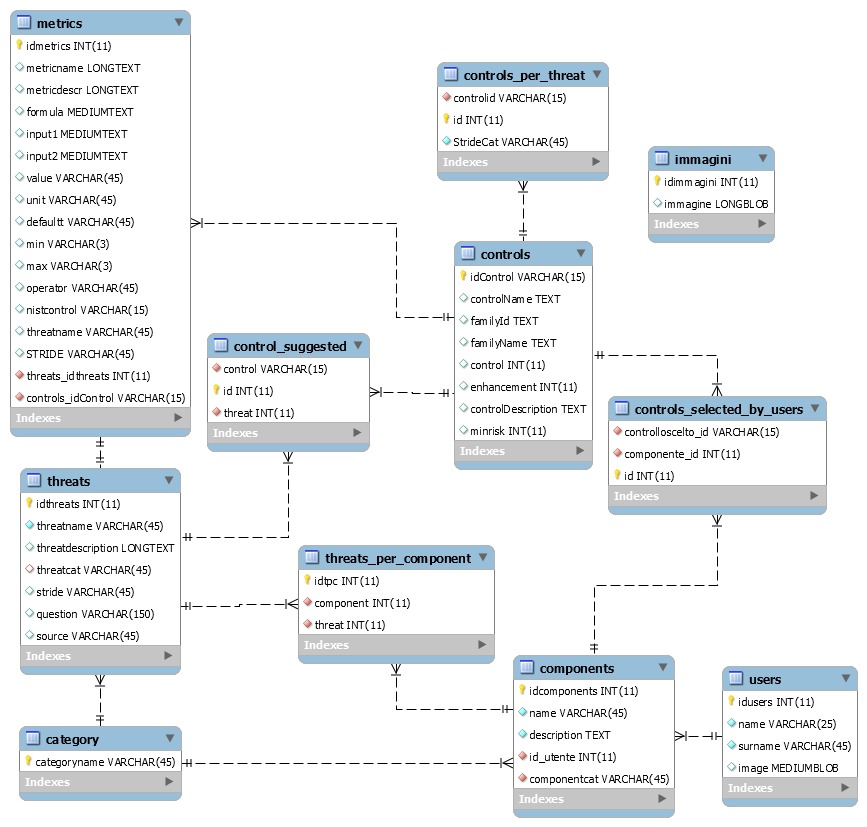 metrics
idmetrics INT(11)
metricname LONGTEXT
metricdescr LONGTEXT
formula MEDIUMTEXT
input1 MEDIUMTEXT
input2 MEDIUMTEXT
value VARCHAR(45)
unit VARCHAR(45)
defaultt VARCHAR(45)
min VARCHAR(3)
max VARCHAR(3)
operator VARCHAR(45)
nistcontrol VARCHAR(15)
threatname VARCHAR(45)
STRIDE VARCHAR(45)
threats_idthreats INT(11)
controls_idControl VARCHAR(15)
Indexes
controls_per_threat
controlid VARCHAR(15)
id INT(11)
StrideCat VARCHAR(45)
Indexes
immagini
idimmagini INT(11)
immagine LONGBLOB
Indexes
controls
idControl VARCHAR(15)
controlName TEXT
familyId TEXT
familyName TEXT
control INT(11)
enhancement INT(11)
controlDescription TEXT
minrisk INT(11)
Indexes
control_suggested
control VARCHAR(15)
id INT(11)
threat INT(11)
Indexes
controls_selected_by_users
controlloscelto_id VARCHAR(15)
componente_id INT(11)
id INT(11)
Indexes
threats
idthreats INT(11)
threatname VARCHAR(45)
threatdescription LONGTEXT
threatcat VARCHAR(45)
stride VARCHAR(45)
question VARCHAR(150)
source VARCHAR(45)
Indexes
threats_per_component
idtpc INT(11)
component INT(11)
threat INT(11)
Indexes
components
idcomponents INT(11)
name VARCHAR(45)
description TEXT
id_utente INT(11)
componentcat VARCHAR(45)
Indexes
users
idusers INT(11)
name VARCHAR(25)
surname VARCHAR(45)
image MEDIUMBLOB
Indexes
category
categoryname VARCHAR(45)
Indexes